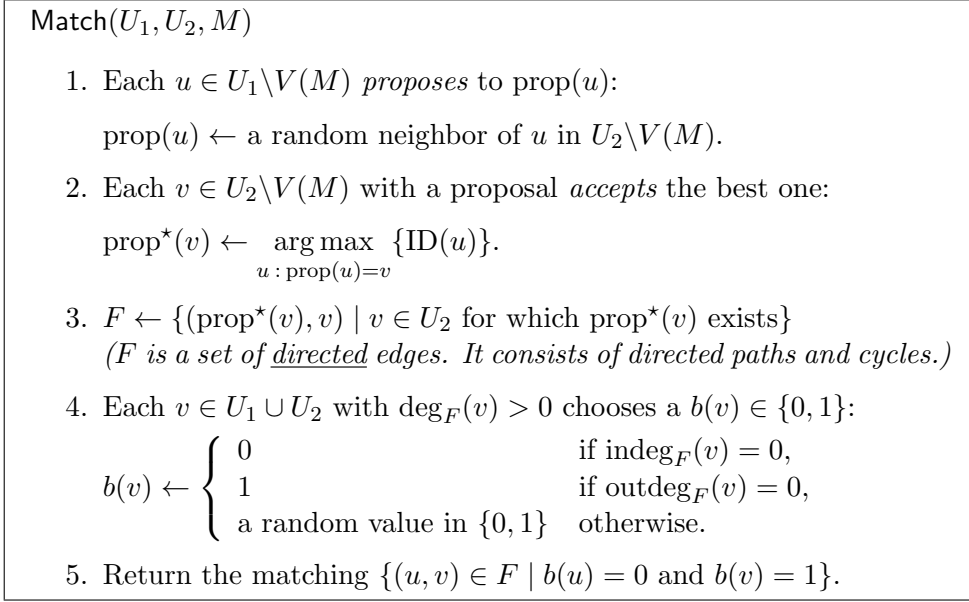 Match(U₁, U₂, M)
1. Each u ∈ U₁\V(M) proposes to prop(u):
prop(u) ← a random neighbor of u in U₂\V(M).
2. Each v ∈ U₂\V(M) with a proposal accepts the best one:
prop⋆(v) ← arg max {ID(u)}.
u : prop(u)=v
3. F ← {(prop⋆(v), v) | v ∈ U₂ for which prop⋆(v) exists}
(F is a set of directed edges. It consists of directed paths and cycles.)
4. Each v ∈ U₁ ∪ U₂ with deg_F(v) > 0 chooses a b(v) ∈ {0, 1}:
b(v) ← { 0 if indeg_F(v) = 0,
1 if outdeg_F(v) = 0,
a random value in {0, 1} otherwise.
5. Return the matching {(u, v) ∈ F | b(u) = 0 and b(v) = 1}.